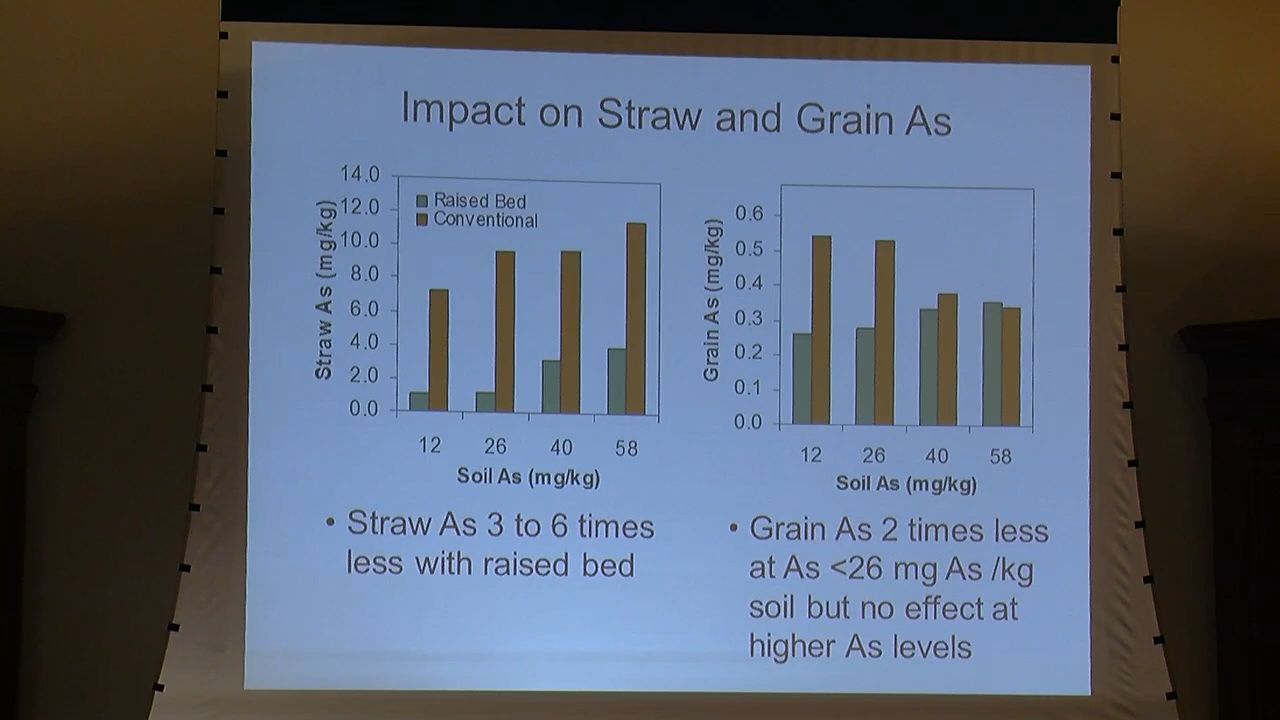 Impact on Straw and Grain As
14.0
12.0
10.0
8.0
6.0
4.0
2.0
0.0
Straw As (mg/kg)
Raised Bed
Conventional
12 26 40 58
Soil As (mg/kg)
0.6
0.5
0.4
0.3
0.2
0.1
0.0
Grain As (mg/kg)
12 26 40 58
Soil As (mg/kg)
• Straw As 3 to 6 times
less with raised bed
• Grain As 2 times less
at As <26 mg As /kg
soil but no effect at
higher As levels